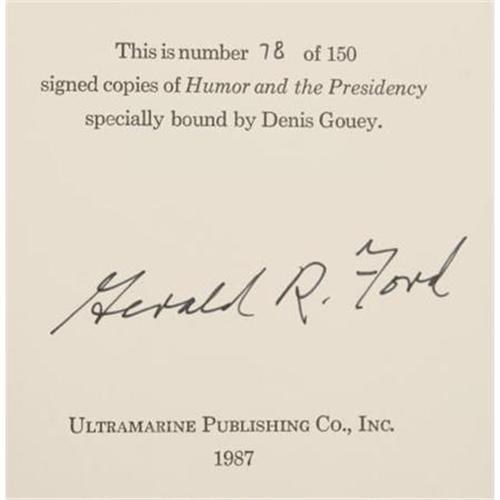 This is number 78 of 150
signed copies of Humor and the Presidency
specially bound by Denis Gouey.
Gerald R. Ford
ULTRAMARINE PUBLISHING CO., INC.
1987